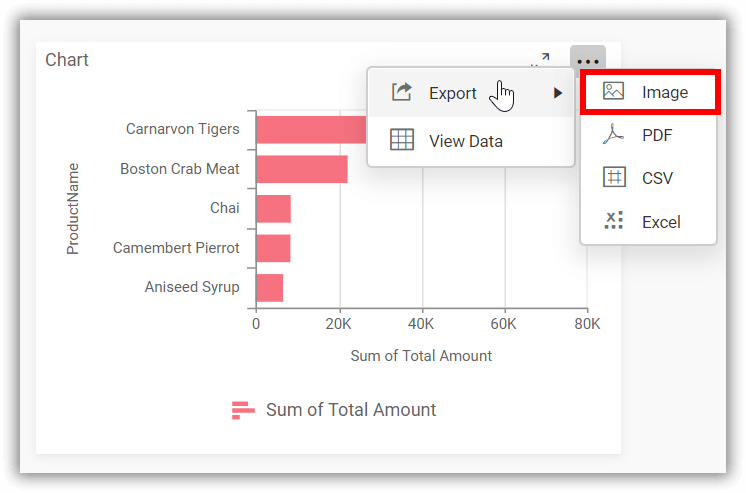 Chart
Export
View Data
Image
PDF
CSV
Excel
ProductName
Carnarvon Tigers
Boston Crab Meat
Chai
Camembert Pierrot
Aniseed Syrup
0 20K 40K 60K 80K
Sum of Total Amount
Sum of Total Amount